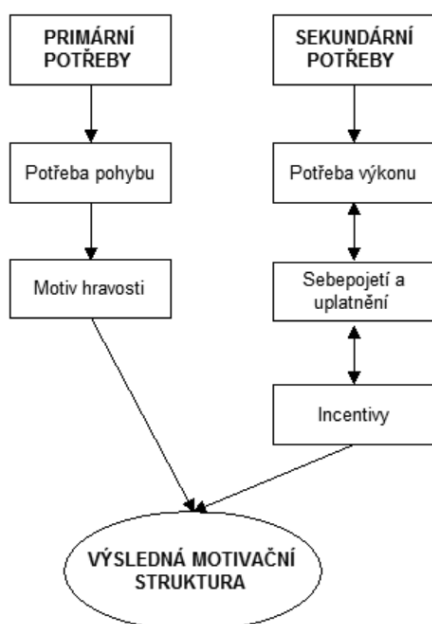 PRIMÁRNÍ
POTŘEBY
SEKUNDÁRNÍ
POTŘEBY
Potřeba pohybu
Potřeba výkonu
Motiv hravosti
Sebepojetí a
uplatnění
Incentivy
VÝSLEDNÁ MOTIVAČNÍ
STRUKTURA